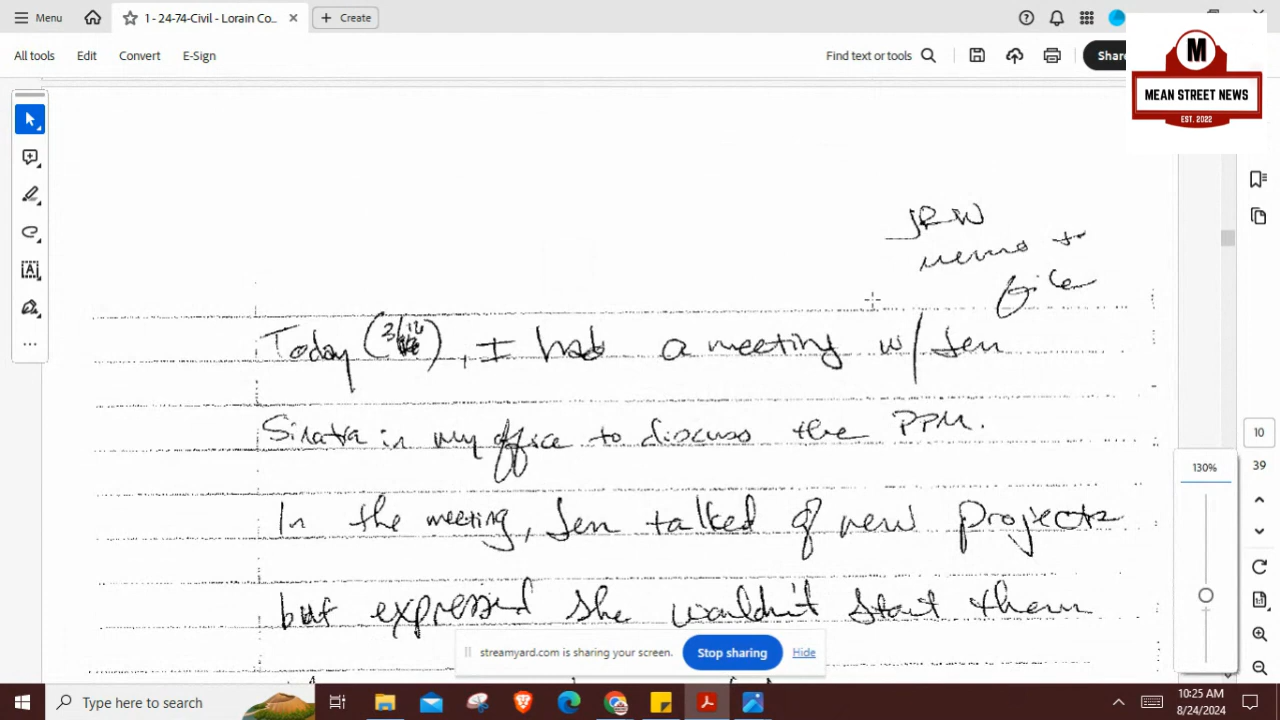 Menu
1 - 24-74-Civil - Lorain Co...
Create
All tools
Edit
Convert
E-Sign
Find text or tools
Share
M
MEAN STREET NEWS
EST. 2022
JRW
memo to
file
Today (3/12), I had a meeting w/ Jen
Sinatra in my office to discuss the PPM.
In the meeting, Jen talked of new projects
but expressed she wouldn't start them
10
39
130%
streamyard.com is sharing your screen.
Stop sharing
Hide
Type here to search
10:25 AM
8/24/2024